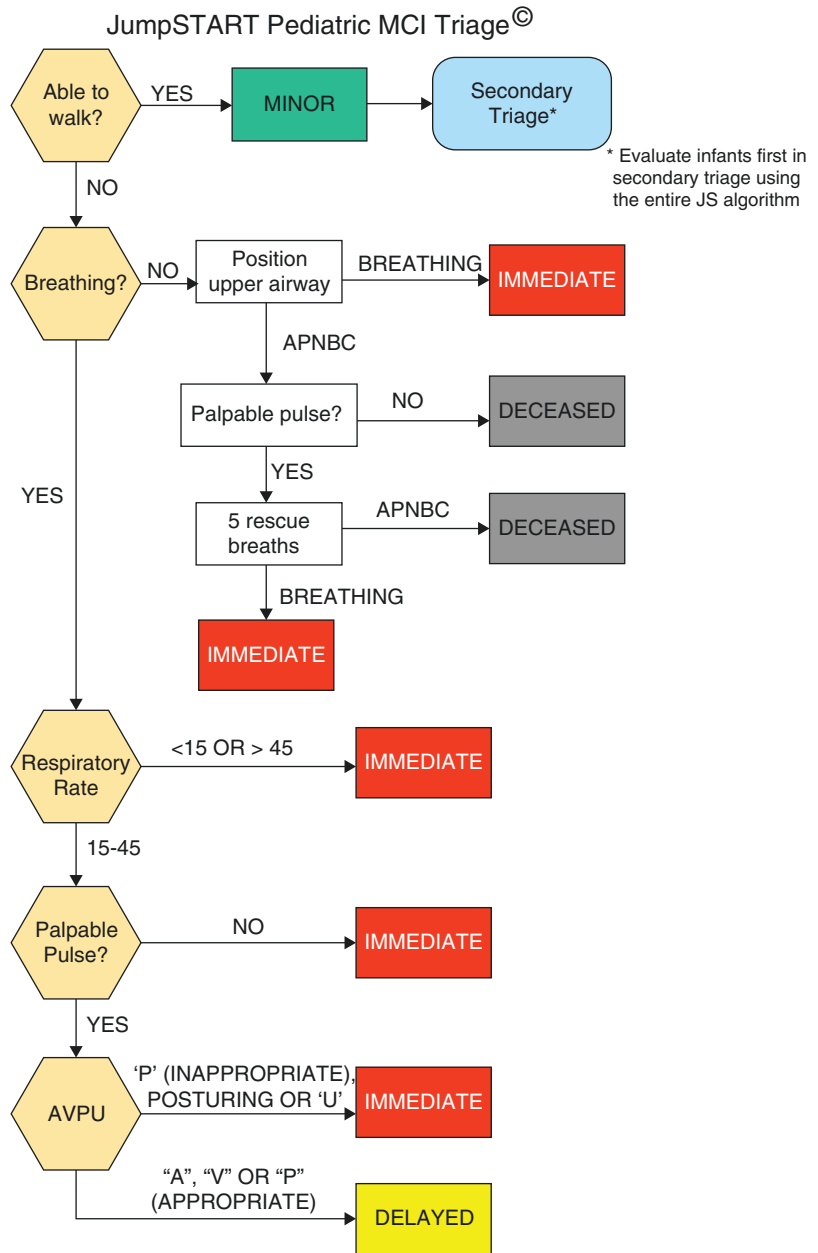 JumpSTART Pediatric MCI Triage©
Able to
walk?
YES
MINOR
Secondary
Triage*
* Evaluate infants first in
secondary triage using
the entire JS algorithm
NO
Breathing?
NO
Position
upper airway
BREATHING
IMMEDIATE
APNBC
Palpable pulse?
NO
DECEASED
YES
YES
5 rescue
breaths
APNBC
DECEASED
BREATHING
IMMEDIATE
Respiratory
Rate
<15 OR > 45
IMMEDIATE
15-45
Palpable
Pulse?
NO
IMMEDIATE
YES
AVPU
‘P’ (INAPPROPRIATE),
POSTURING OR ‘U’
IMMEDIATE
“A”, “V” OR “P”
(APPROPRIATE)
DELAYED